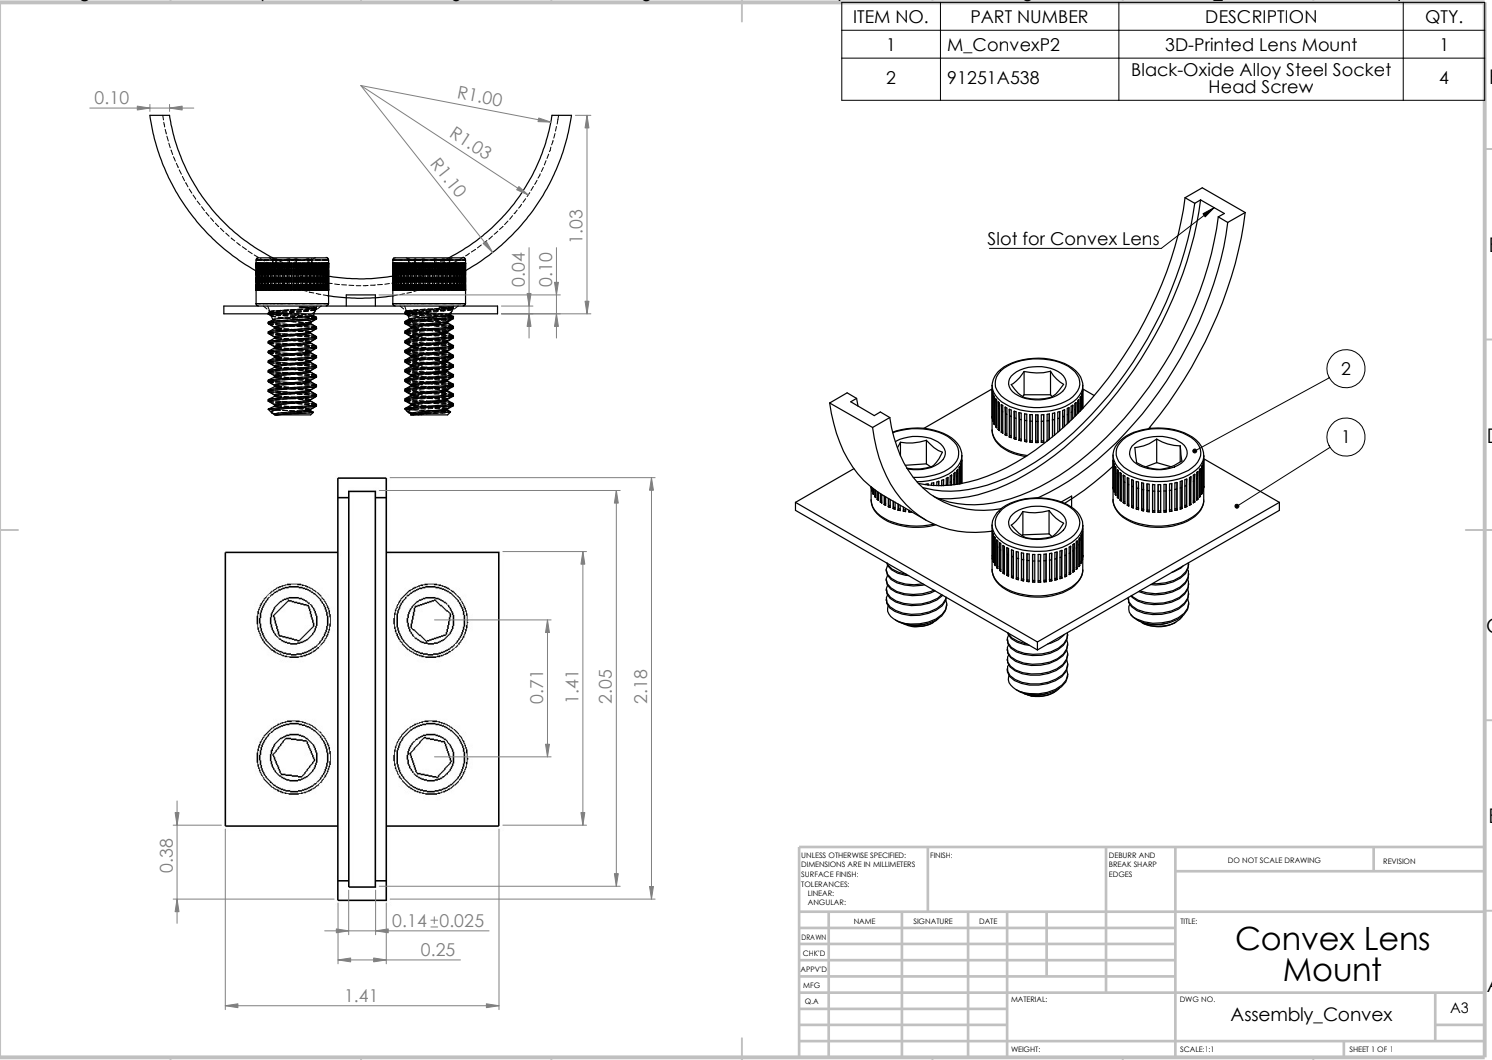 ITEM NO. PART NUMBER DESCRIPTION QTY.
1 M_ConvexP2 3D-Printed Lens Mount 1
2 91251A538 Black-Oxide Alloy Steel Socket Head Screw 4
0.10
R1.00
R1.03
R1.10
1.03
0.04
0.10
Slot for Convex Lens
2
1
0.71
1.41
2.05
2.18
0.38
0.14±0.025
0.25
1.41
UNLESS OTHERWISE SPECIFIED:
DIMENSIONS ARE IN MILLIMETERS
SURFACE FINISH:
TOLERANCES:
LINEAR:
ANGULAR:
FINISH:
DEBURR AND
BREAK SHARP
EDGES
DO NOT SCALE DRAWING
REVISION
NAME SIGNATURE DATE
DRAWN
CHK'D
APPV'D
MFG
Q.A
TITLE:
Convex Lens
Mount
MATERIAL:
DWG NO.
Assembly_Convex
A3
WEIGHT:
SCALE:1:1
SHEET 1 OF 1